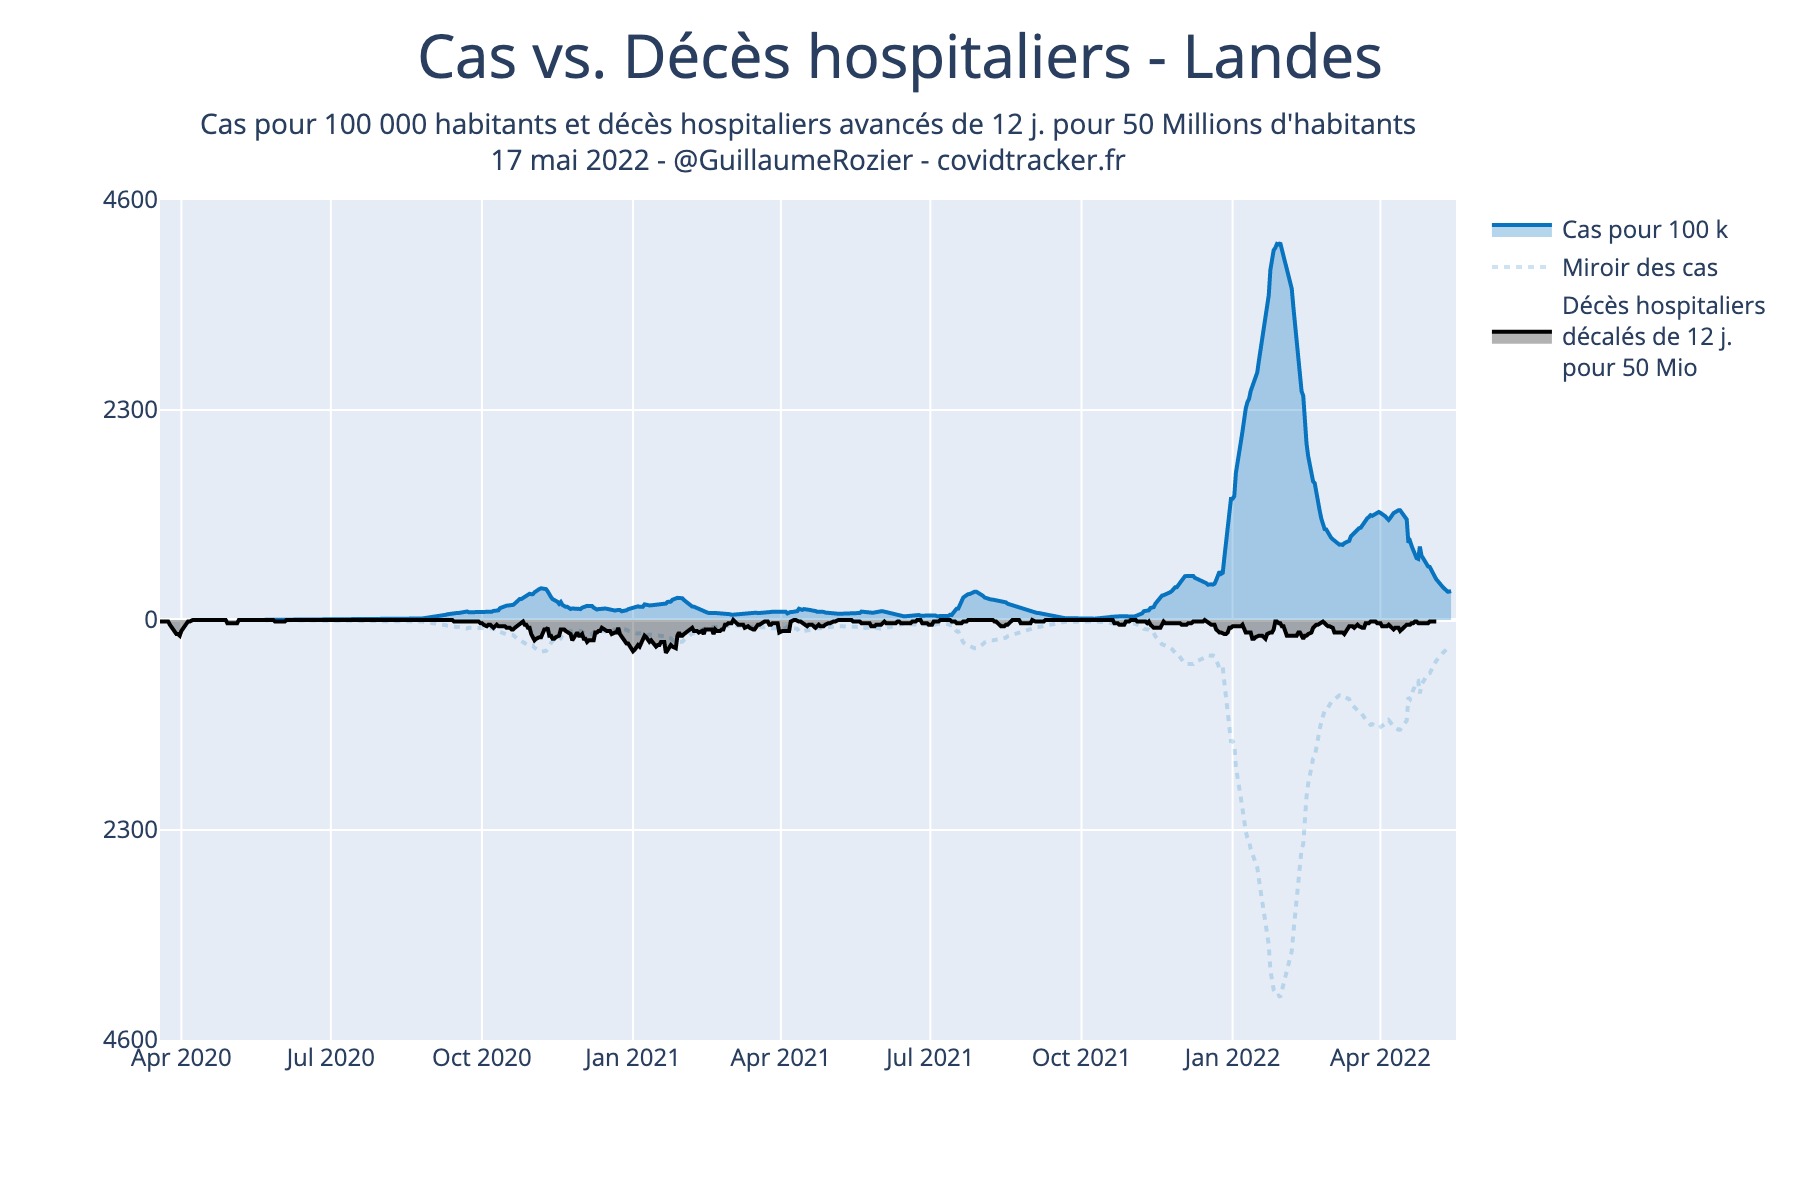 Cas vs. Décès hospitaliers - Landes
Cas pour 100 000 habitants et décès hospitaliers avancés de 12 j. pour 50 Millions d'habitants
17 mai 2022 - @GuillaumeRozier - covidtracker.fr
4600
2300
0
2300
4600
Apr 2020
Jul 2020
Oct 2020
Jan 2021
Apr 2021
Jul 2021
Oct 2021
Jan 2022
Apr 2022
Cas pour 100 k
Miroir des cas
Décès hospitaliers
décalés de 12 j.
pour 50 Mio